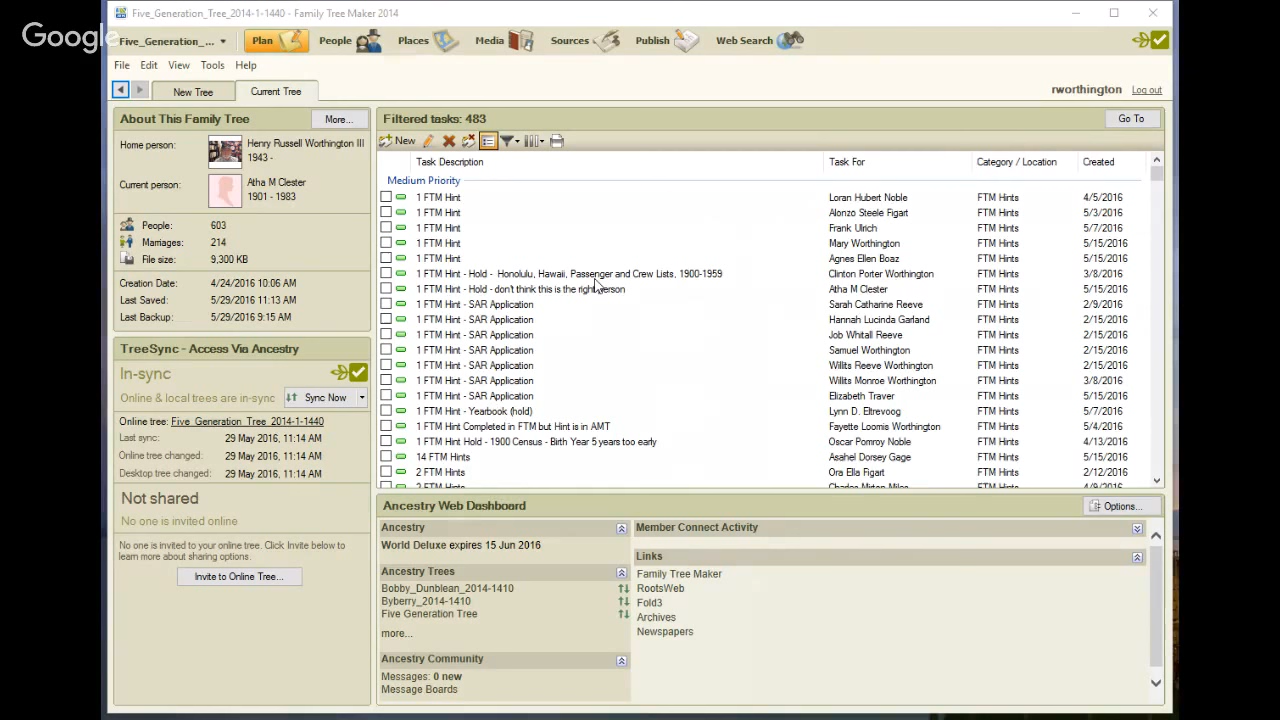 Five_Generation_Tree_2014-1-1440 - Family Tree Maker 2014
Google
Five_Generation_... Plan People Places Media Sources Publish Web Search
File Edit View Tools Help
New Tree Current Tree
rworthington Log out
About This Family Tree More...
Home person: Henry Russell Worthington III
1943 -
Current person: Atha M Clester
1901 - 1983
People: 603
Marriages: 214
File size: 9,300 KB
Creation Date: 4/24/2016 10:06 AM
Last Saved: 5/29/2016 11:13 AM
Last Backup: 5/29/2016 9:15 AM
TreeSync - Access Via Ancestry
In-sync
Online & local trees are in-sync Sync Now
Online tree: Five_Generation_Tree_2014-1-1440
Last sync: 29 May 2016, 11:14 AM
Online tree changed: 29 May 2016, 11:14 AM
Desktop tree changed: 29 May 2016, 11:14 AM
Not shared
No one is invited online
No one is invited to your online tree. Click Invite below to
learn more about sharing options.
Invite to Online Tree...
Filtered tasks: 483 Go To
New
Task Description Task For Category / Location Created
Medium Priority
1 FTM Hint Loran Hubert Noble FTM Hints 4/5/2016
1 FTM Hint Alonzo Steele Figart FTM Hints 5/3/2016
1 FTM Hint Frank Ulrich FTM Hints 5/7/2016
1 FTM Hint Mary Worthington FTM Hints 5/15/2016
1 FTM Hint Agnes Ellen Boaz FTM Hints 5/15/2016
1 FTM Hint - Hold - Honolulu, Hawaii, Passenger and Crew Lists, 1900-1959 Clinton Porter Worthington FTM Hints 3/8/2016
1 FTM Hint - Hold - don't think this is the right person Atha M Clester FTM Hints 5/15/2016
1 FTM Hint - SAR Application Sarah Catharine Reeve FTM Hints 2/9/2016
1 FTM Hint - SAR Application Hannah Lucinda Garland FTM Hints 2/15/2016
1 FTM Hint - SAR Application Job Whitall Reeve FTM Hints 2/15/2016
1 FTM Hint - SAR Application Samuel Worthington FTM Hints 2/15/2016
1 FTM Hint - SAR Application Willits Reeve Worthington FTM Hints 2/15/2016
1 FTM Hint - SAR Application Willits Monroe Worthington FTM Hints 3/8/2016
1 FTM Hint - SAR Application Elizabeth Traver FTM Hints 2/15/2016
1 FTM Hint - Yearbook (hold) Lynn D. Eltrevoog FTM Hints 5/7/2016
1 FTM Hint Completed in FTM but Hint is in AMT Fayette Loomis Worthington FTM Hints 5/4/2016
1 FTM Hint Hold - 1900 Census - Birth Year 5 years too early Oscar Pomroy Noble FTM Hints 4/13/2016
14 FTM Hints Asahel Dorsey Gage FTM Hints 5/15/2016
2 FTM Hints Ora Ella Figart FTM Hints 2/12/2016
2 FTM Hints Charles Milton Miles FTM Hints 4/9/2016
Ancestry Web Dashboard Options...
Ancestry
World Deluxe expires 15 Jun 2016
Ancestry Trees
Bobby_Dunblean_2014-1410
Byberry_2014-1410
Five Generation Tree
more...
Ancestry Community
Messages: 0 new
Message Boards
Member Connect Activity
Links
Family Tree Maker
RootsWeb
Fold3
Archives
Newspapers